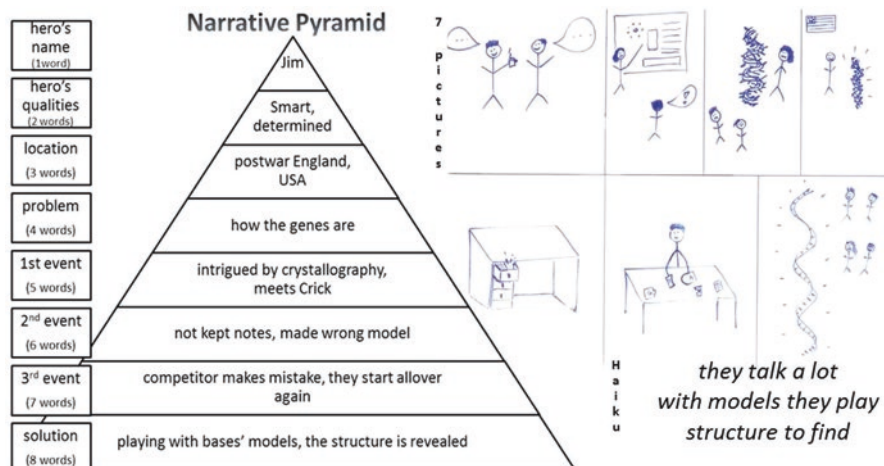 Narrative Pyramid
hero's
name
(1word)
Jim
hero's
qualities
(2 words)
Smart,
determined
location
(3 words)
postwar England,
USA
problem
(4 words)
how the genes are
1st event
(5 words)
intrigued by crystallography,
meets Crick
2nd event
(6 words)
not kept notes, made wrong model
3rd event
(7 words)
competitor makes mistake, they start allover
again
solution
(8 words)
playing with bases' models, the structure is revealed
7
P
i
c
t
u
r
e
s
...
...
?
H
a
i
k
u
they talk a lot
with models they play
structure to find